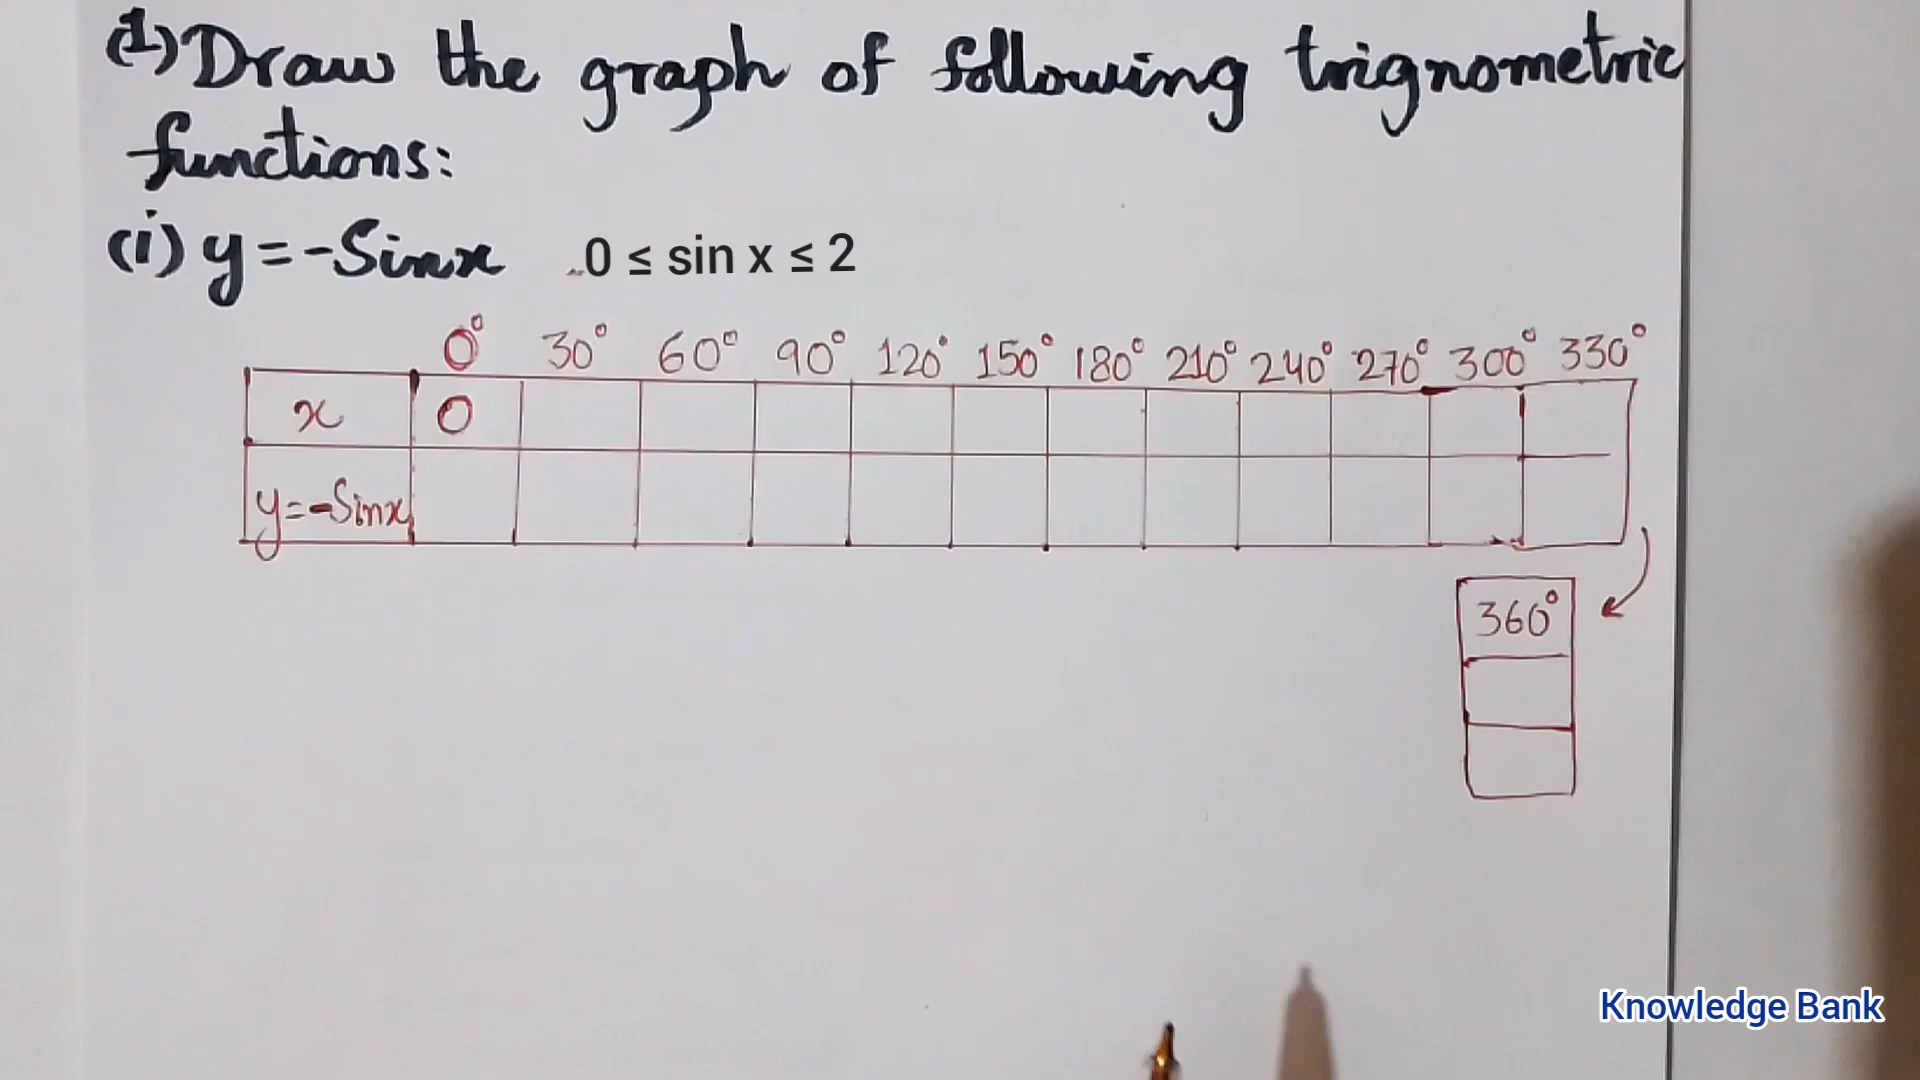 (1) Draw the graph of following trignometric
functions:
(i) y = -Sinx 0 ≤ sin x ≤ 2
0° 30° 60° 90° 120° 150° 180° 210° 240° 270° 300° 330°
x 0
y = -Sinx
360°
Knowledge Bank